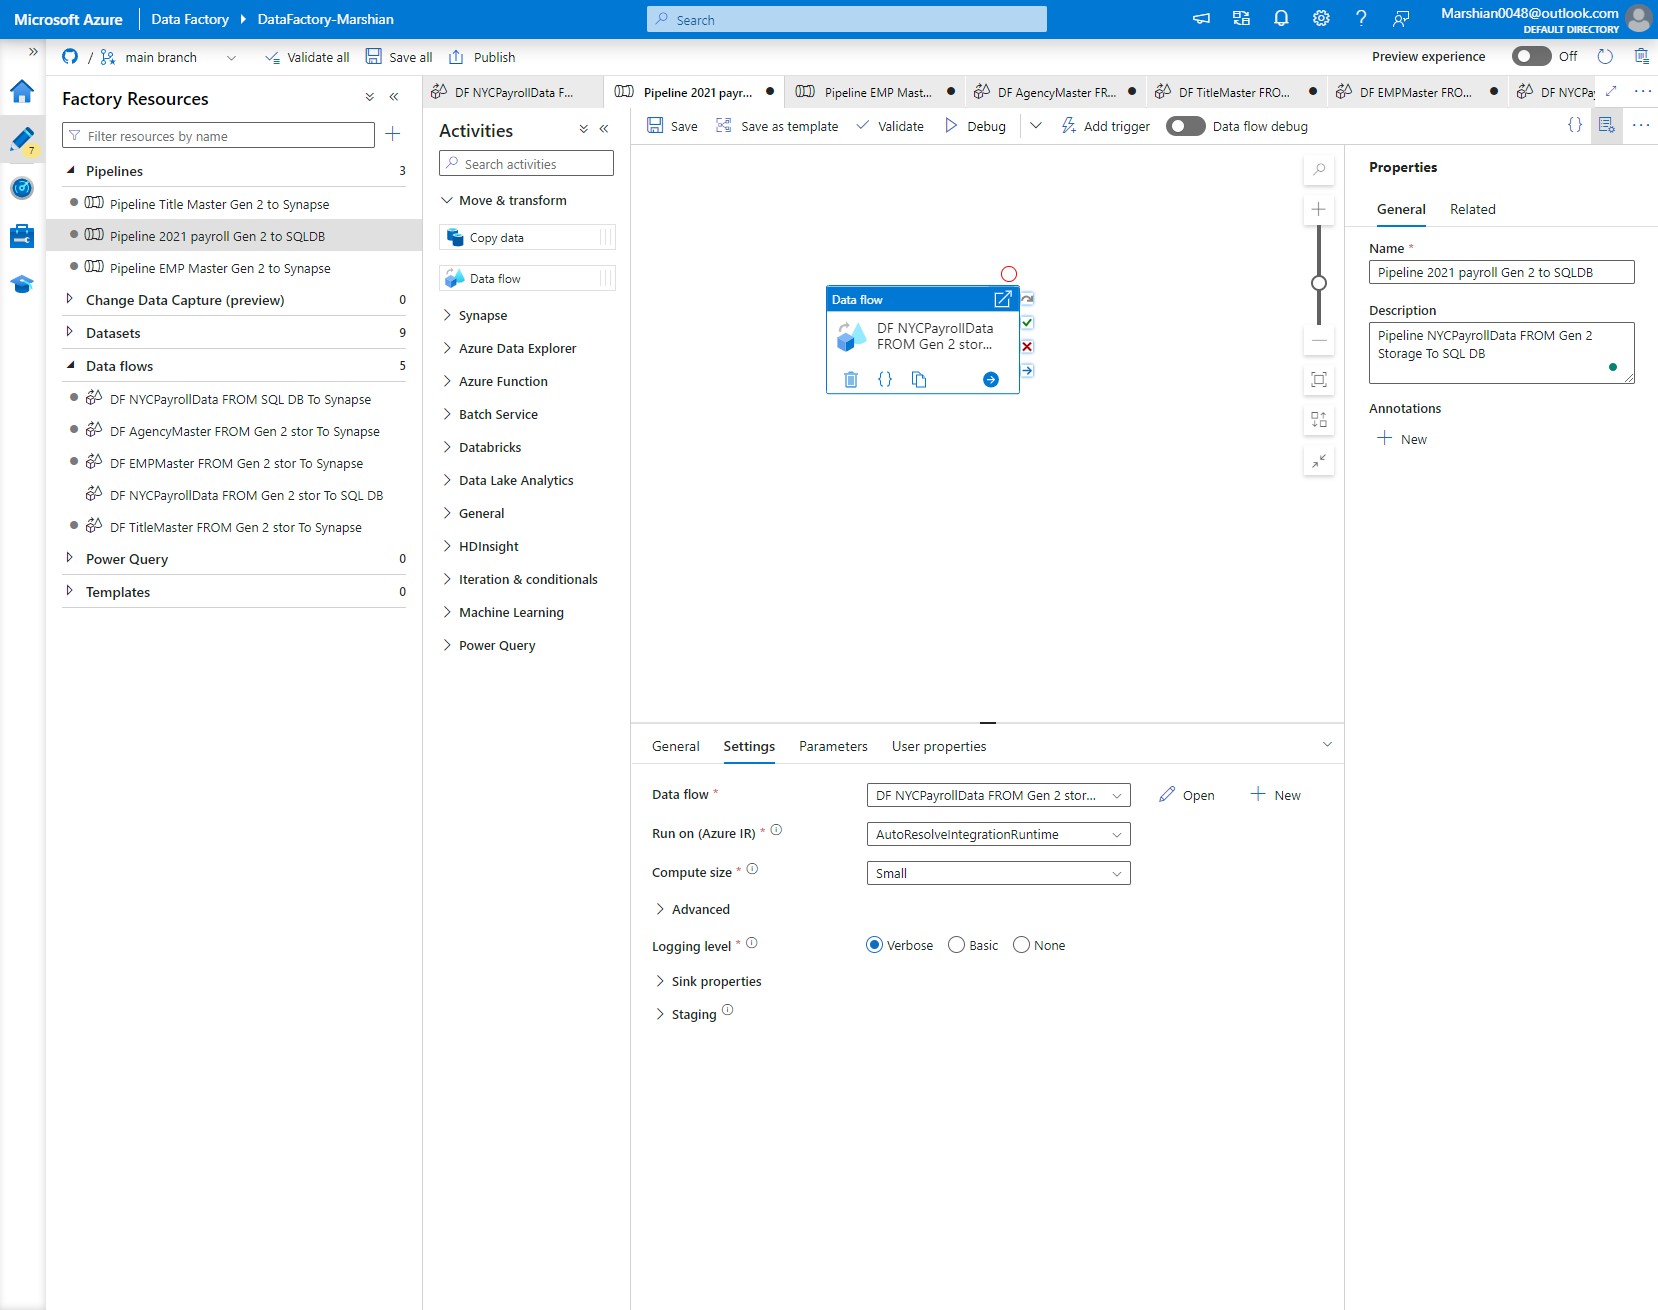 Microsoft Azure
Data Factory
DataFactory-Marshian
Search
Marshian0048@outlook.com
DEFAULT DIRECTORY
/
main branch
Validate all
Save all
Publish
Preview experience
Off
7
Factory Resources
Filter resources by name
Pipelines 3
Pipeline Title Master Gen 2 to Synapse
Pipeline 2021 payroll Gen 2 to SQLDB
Pipeline EMP Master Gen 2 to Synapse
Change Data Capture (preview) 0
Datasets 9
Data flows 5
DF NYCPayrollData FROM SQL DB To Synapse
DF AgencyMaster FROM Gen 2 stor To Synapse
DF EMPMaster FROM Gen 2 stor To Synapse
DF NYCPayrollData FROM Gen 2 stor To SQL DB
DF TitleMaster FROM Gen 2 stor To Synapse
Power Query 0
Templates 0
DF NYCPayrollData F...
Pipeline 2021 payr...
Pipeline EMP Mast...
DF AgencyMaster FR...
DF TitleMaster FRO...
DF EMPMaster FROM...
DF NYCPay
Activities
Search activities
Move & transform
Copy data
Data flow
Synapse
Azure Data Explorer
Azure Function
Batch Service
Databricks
Data Lake Analytics
General
HDInsight
Iteration & conditionals
Machine Learning
Power Query
Save
Save as template
Validate
Debug
Add trigger
Data flow debug
Data flow
DF NYCPayrollData
FROM Gen 2 stor...
General
Settings
Parameters
User properties
Data flow *
DF NYCPayrollData FROM Gen 2 stor...
Open
New
Run on (Azure IR) *
AutoResolveIntegrationRuntime
Compute size *
Small
Advanced
Logging level *
Verbose
Basic
None
Sink properties
Staging
Properties
General
Related
Name *
Pipeline 2021 payroll Gen 2 to SQLDB
Description
Pipeline NYCPayrollData FROM Gen 2
Storage To SQL DB
Annotations
New